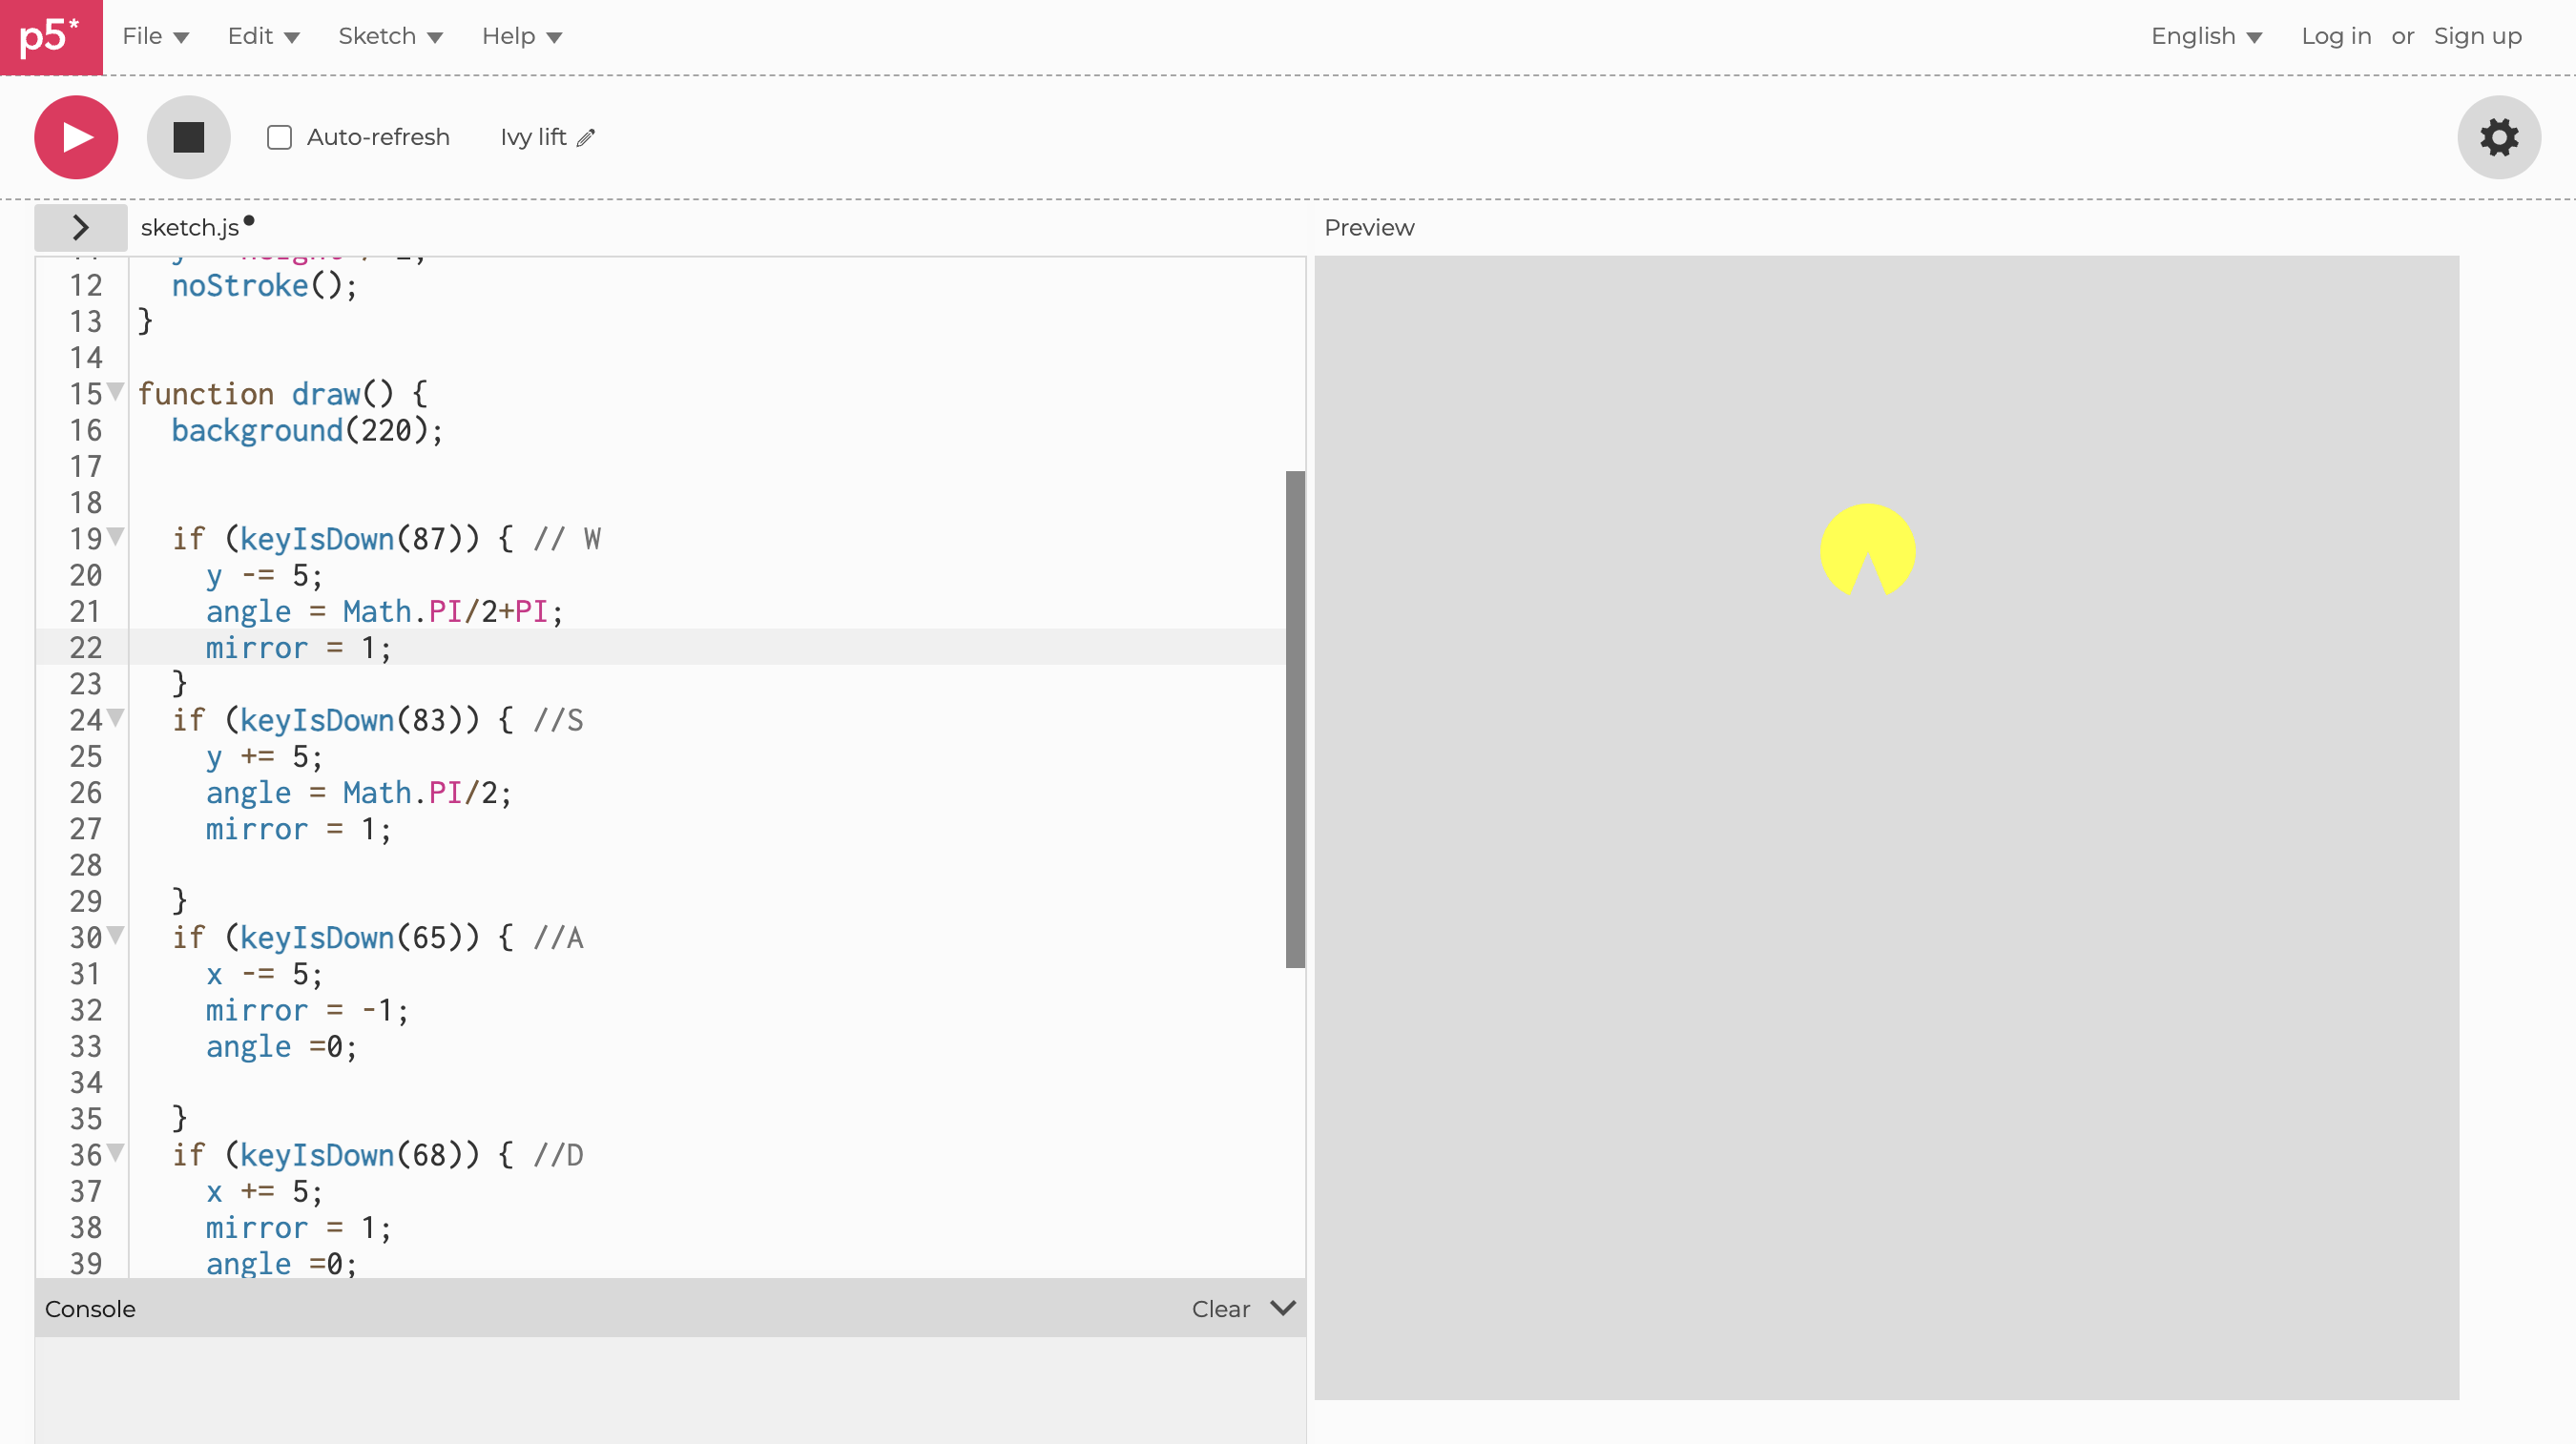 p5* File Edit Sketch Help English Log in or Sign up
Auto-refresh Ivy lift
sketch.js Preview
12 noStroke();
13 }
14
15 function draw() {
16 background(220);
17
18
19 if (keyIsDown(87)) { // W
20 y -= 5;
21 angle = Math.PI/2+PI;
22 mirror = 1;
23 }
24 if (keyIsDown(83)) { //S
25 y += 5;
26 angle = Math.PI/2;
27 mirror = 1;
28
29 }
30 if (keyIsDown(65)) { //A
31 x -= 5;
32 mirror = -1;
33 angle =0;
34
35 }
36 if (keyIsDown(68)) { //D
37 x += 5;
38 mirror = 1;
39 angle =0;
Console Clear